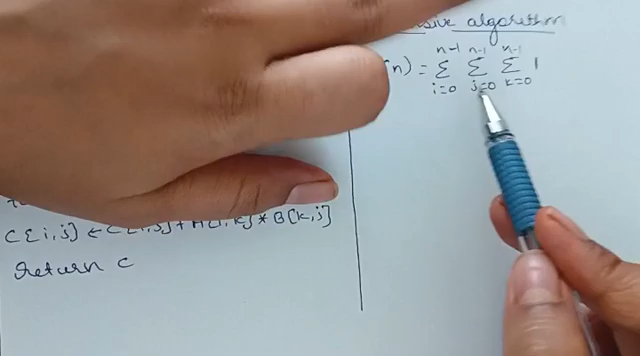 algorithm
n-1 n-1 n-1
n) = Σ Σ Σ 1
i=0 j=0 k=0
C[i,j] ← C[i,j] + A[i,k] * B[k,j]
return c